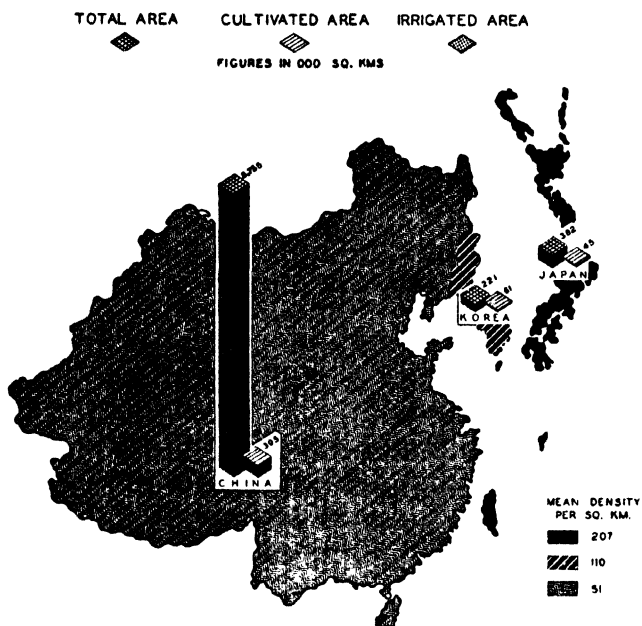 TOTAL AREA
CULTIVATED AREA
IRRIGATED AREA
FIGURES IN 000 SQ. KMS
382
45
JAPAN
221
61
KOREA
CHINA
MEAN DENSITY
PER SQ. KM.
207
110
51